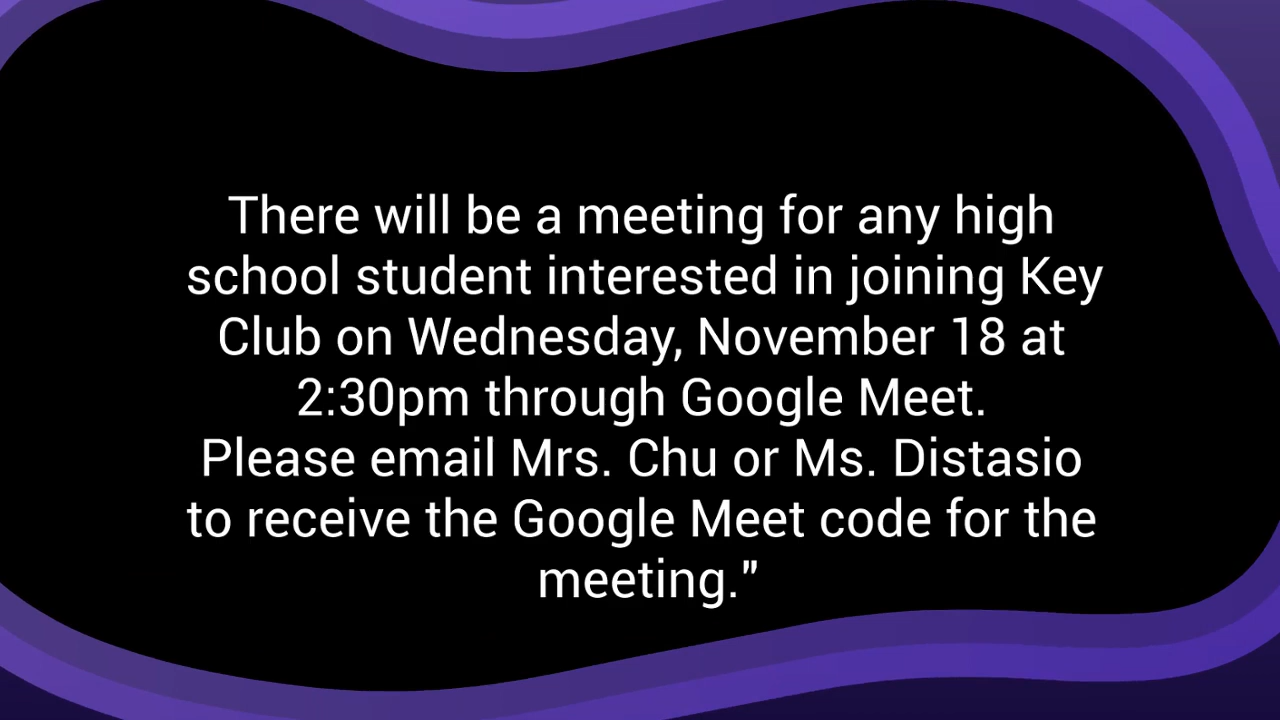 There will be a meeting for any high
school student interested in joining Key
Club on Wednesday, November 18 at
2:30pm through Google Meet.
Please email Mrs. Chu or Ms. Distasio
to receive the Google Meet code for the
meeting."